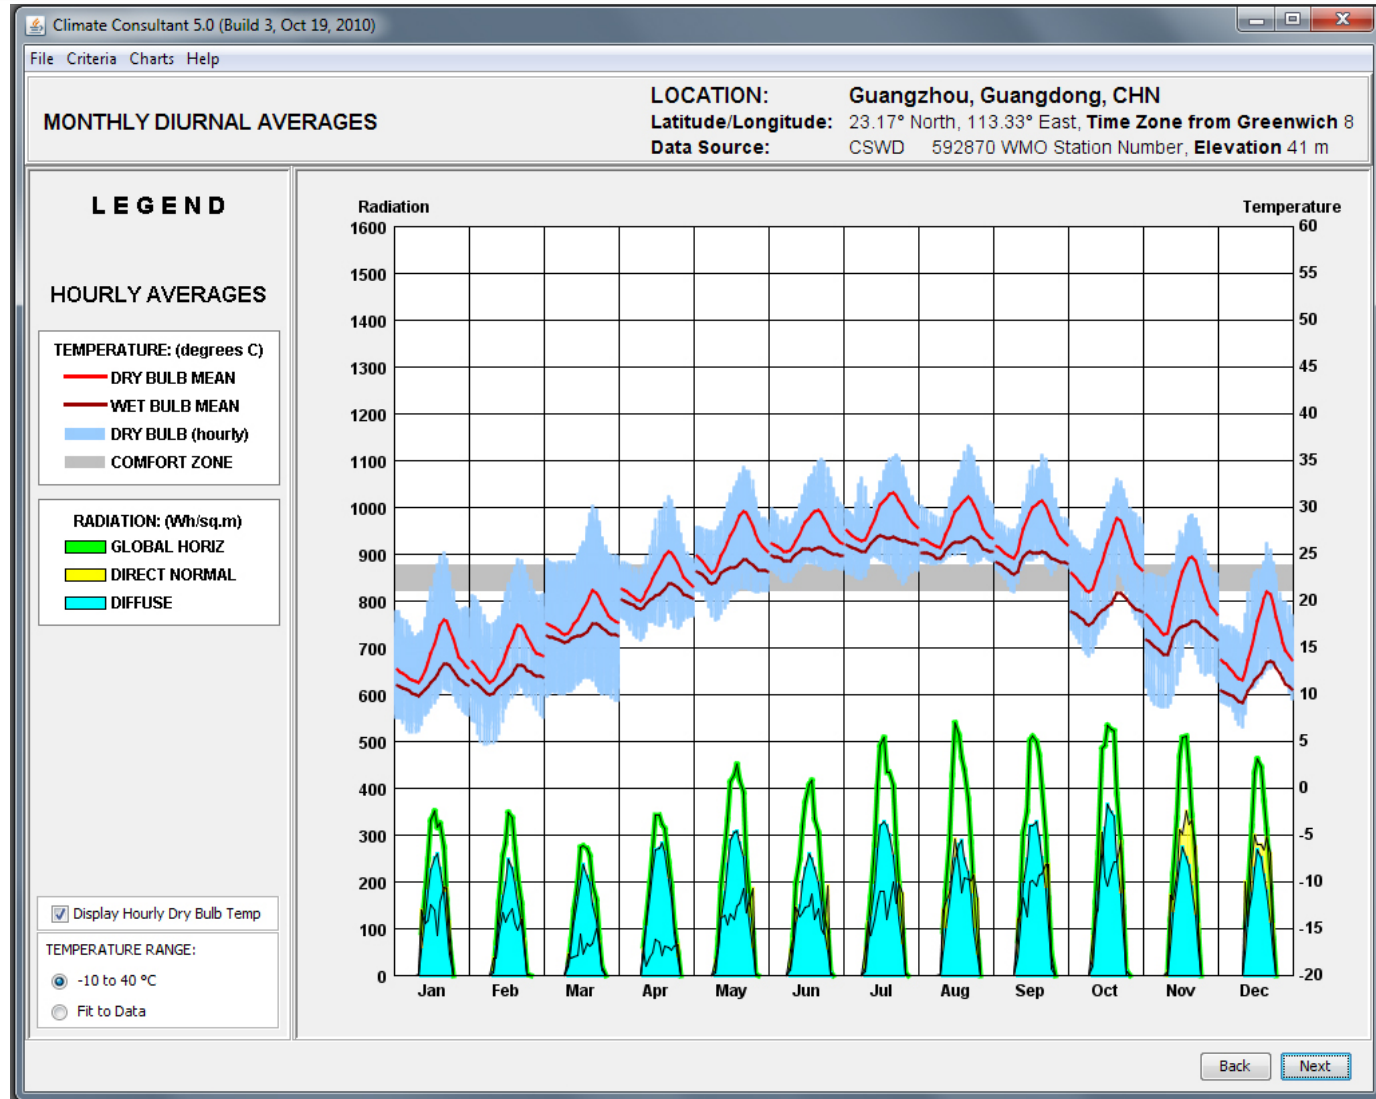 Climate Consultant 5.0 (Build 3, Oct 19, 2010)
File Criteria Charts Help
MONTHLY DIURNAL AVERAGES
LOCATION: Guangzhou, Guangdong, CHN
Latitude/Longitude: 23.17° North, 113.33° East, Time Zone from Greenwich 8
Data Source: CSWD 592870 WMO Station Number, Elevation 41 m
LEGEND
HOURLY AVERAGES
TEMPERATURE: (degrees C)
DRY BULB MEAN
WET BULB MEAN
DRY BULB (hourly)
COMFORT ZONE
RADIATION: (Wh/sq.m)
GLOBAL HORIZ
DIRECT NORMAL
DIFFUSE
Display Hourly Dry Bulb Temp
TEMPERATURE RANGE:
-10 to 40 °C
Fit to Data
Radiation
1600
1500
1400
1300
1200
1100
1000
900
800
700
600
500
400
300
200
100
0
Temperature
60
55
50
45
40
35
30
25
20
15
10
5
0
-5
-10
-15
-20
Jan Feb Mar Apr May Jun Jul Aug Sep Oct Nov Dec
Back Next